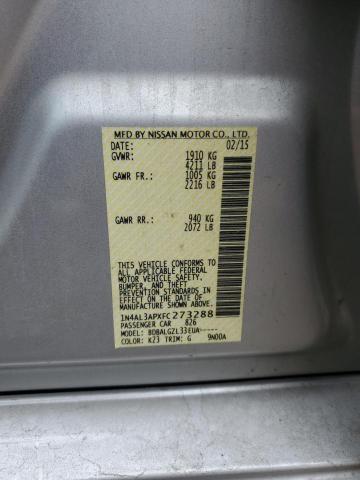 MFD BY NISSAN MOTOR CO., LTD.
DATE: 02/15
GVWR: 1910 KG
4211 LB
GAWR FR.: 1005 KG
2216 LB
GAWR RR.: 940 KG
2072 LB
THIS VEHICLE CONFORMS TO
ALL APPLICABLE FEDERAL
MOTOR VEHICLE SAFETY,
BUMPER, AND THEFT
PREVENTION STANDARDS
IN EFFECT ON THE DATE OF
MANUFACTURE SHOWN ABOVE.
1N4AL3APXFC273288
PASSENGER CAR 826
MODEL: BDBALGZL33EUA-----
COLOR: K23 TRIM: G 9N00A